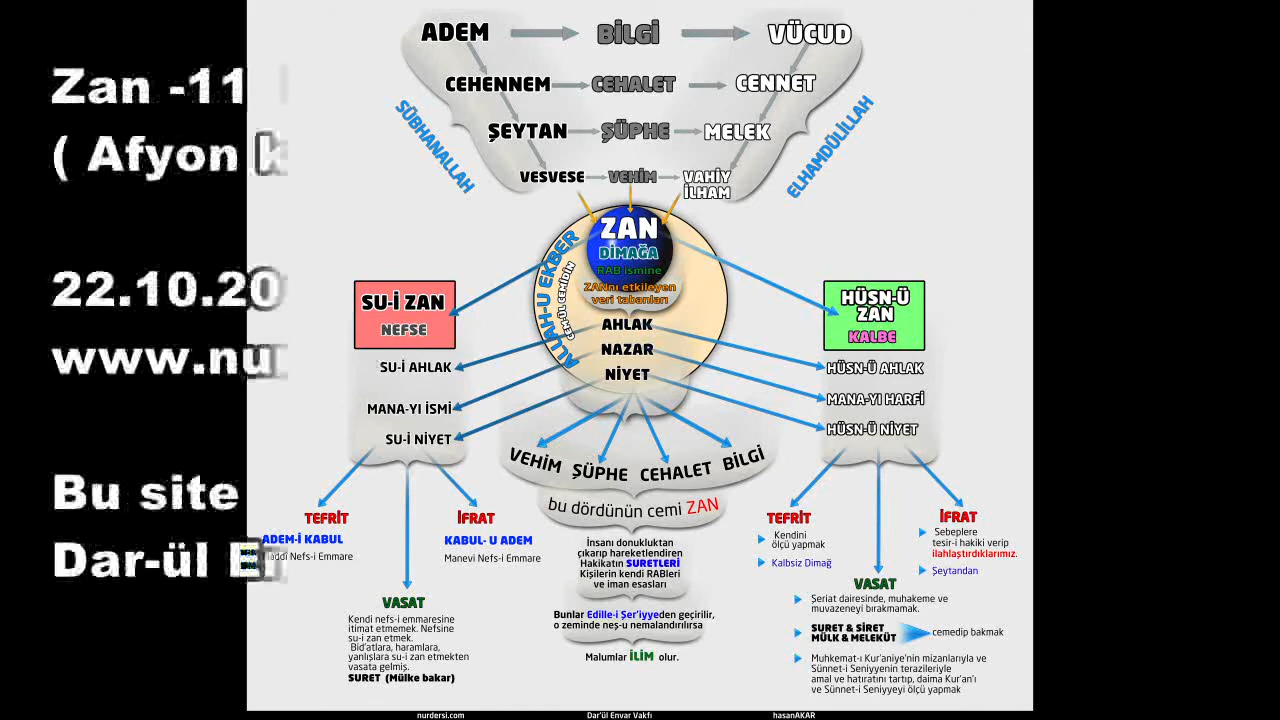 Zan -11
( Afyon
22.10.20
www.nur
Bu site
Dar-ül En
ADEM BİLGİ VÜCUD
CEHENNEM CEHALET CENNET
ŞEYTAN ŞÜPHE MELEK
VESVESE VEHİM VAHİY
İLHAM
SÜBHANALLAH
ELHAMDÜLİLLAH
ZAN
DİMAĞA
RAB ismine
ZANnı etkileyen
veri tabanları
ALLAH-U EKBER
CEM-ÜL CEMİDİN
AHLAK
NAZAR
NİYET
SU-İ ZAN
NEFSE
SU-İ AHLAK
MANA-YI İSMİ
SU-İ NİYET
HÜSN-Ü
ZAN
KALBE
HÜSN-Ü AHLAK
MANA-YI HARFİ
HÜSN-Ü NİYET
VEHİM ŞÜPHE CEHALET BİLGİ
bu dördünün cemi ZAN
TEFRİT
ADEM-İ KABUL
addi Nefs-i Emmare
İFRAT
KABUL- U ADEM
Manevi Nefs-i Emmare
VASAT
Kendi nefs-i emmaresine
itimat etmemek. Nefsine
su-i zan etmek.
Bid'atlara, haramlara,
yanlışlara su-i zan etmekten
vasata gelmiş.
SURET (Mülke bakar)
İnsanı donukluktan
çıkarıp hareketlendiren
Hakikatın SURETLERİ
Kişilerin kendi RABleri
ve iman esasları
Bunlar Edille-i Şer'iyyeden geçirilir,
o zeminde neş-u nemalandırılırsa
Malumlar İLİM olur.
TEFRİT
Kendini
ölçü yapmak
Kalbsiz Dimağ
İFRAT
Sebeplere
tesir-i hakiki verip
ilahlaştırdıklarımız.
Şeytandan
VASAT
Şeriat dairesinde, muhakeme ve
muvazeneyi bırakmamak.
SURET & SİRET
MÜLK & MELEKÜT
cemedip bakmak
Muhkemat-ı Kur'aniye'nin mizanlarıyla ve
Sünnet-i Seniyyenin terazileriyle
amal ve hatıratını tartıp, daima Kur'an'ı
ve Sünnet-i Seniyyeyi ölçü yapmak
nurdersi.com Dar'ül Envar Vakfı hasanAKAR